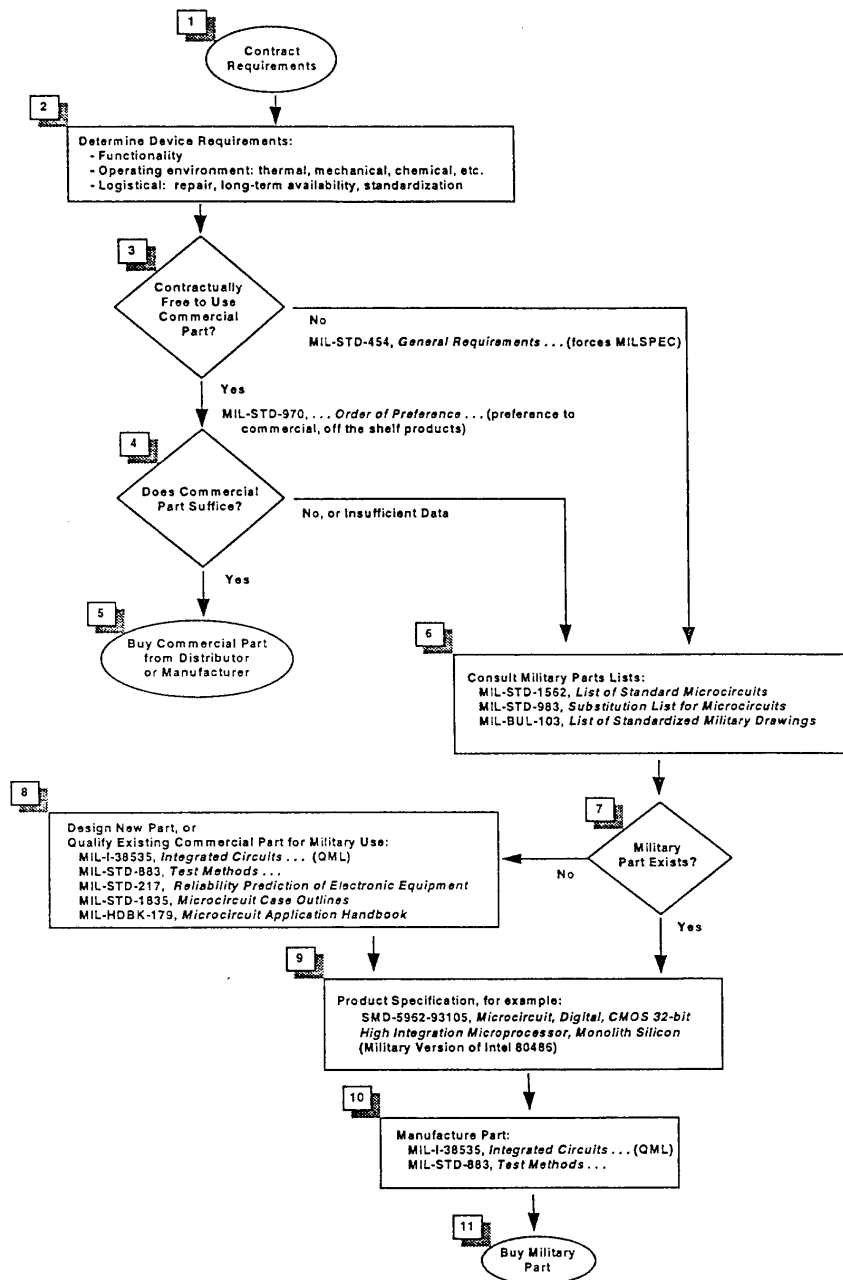 1
Contract
Requirements
2
Determine Device Requirements:
- Functionality
- Operating environment: thermal, mechanical, chemical, etc.
- Logistical: repair, long-term availability, standardization
3
Contractually
Free to Use
Commercial
Part?
No
MIL-STD-454, General Requirements . . . (forces MILSPEC)
Yes
MIL-STD-970, . . . Order of Preference . . . (preference to
commercial, off the shelf products)
4
Does Commercial
Part Suffice?
No, or Insufficient Data
Yes
5
Buy Commercial Part
from Distributor
or Manufacturer
6
Consult Military Parts Lists:
MIL-STD-1562, List of Standard Microcircuits
MIL-STD-983, Substitution List for Microcircuits
MIL-BUL-103, List of Standardized Military Drawings
7
Military
Part Exists?
No
Yes
8
Design New Part, or
Qualify Existing Commercial Part for Military Use:
MIL-I-38535, Integrated Circuits . . . (QML)
MIL-STD-883, Test Methods . . .
MIL-STD-217, Reliability Prediction of Electronic Equipment
MIL-STD-1835, Microcircuit Case Outlines
MIL-HDBK-179, Microcircuit Application Handbook
9
Product Specification, for example:
SMD-5962-93105, Microcircuit, Digital, CMOS 32-bit
High Integration Microprocessor, Monolith Silicon
(Military Version of Intel 80486)
10
Manufacture Part:
MIL-I-38535, Integrated Circuits . . . (QML)
MIL-STD-883, Test Methods . . .
11
Buy Military
Part